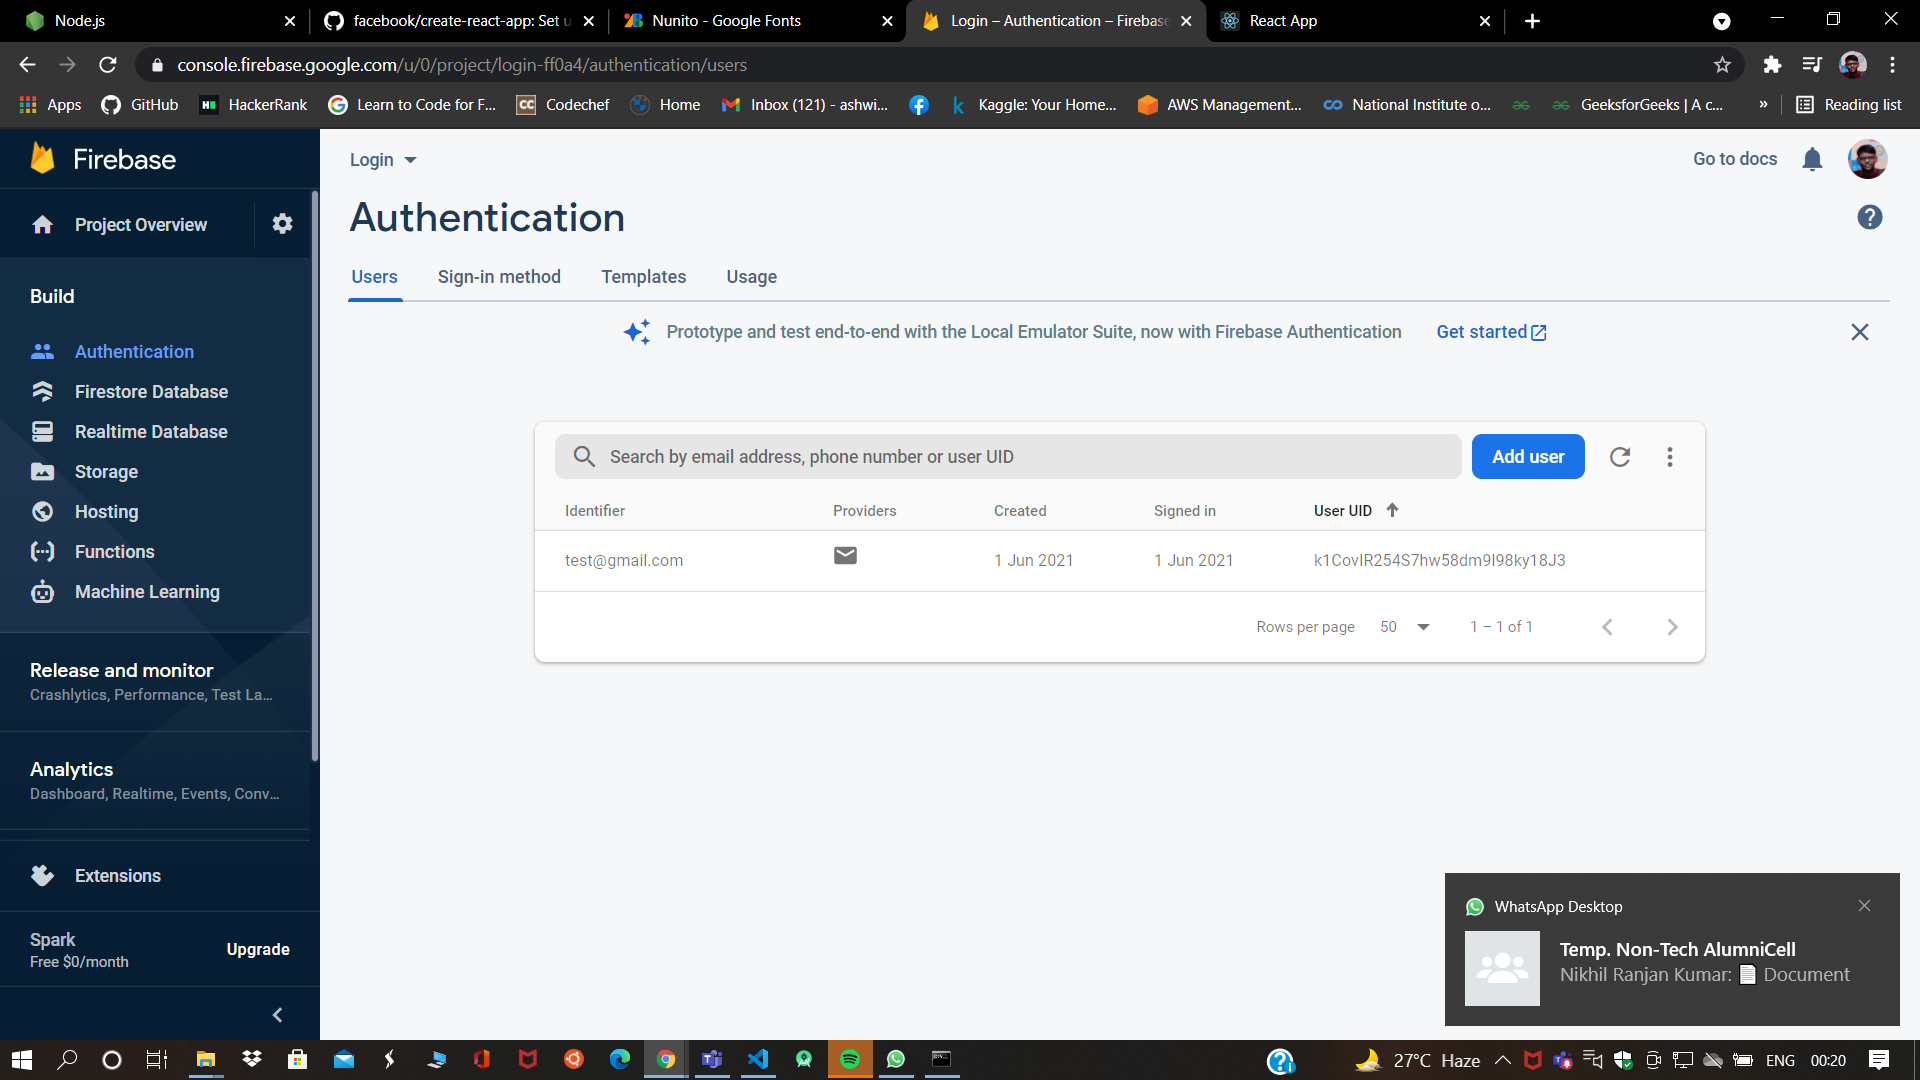 Node.js
facebook/create-react-app: Set u
Nunito - Google Fonts
Login – Authentication – Firebase
React App
console.firebase.google.com/u/0/project/login-ff0a4/authentication/users
Apps
GitHub
HackerRank
Learn to Code for F...
Codechef
Home
Inbox (121) - ashwi...
Kaggle: Your Home...
AWS Management...
National Institute o...
GeeksforGeeks | A c...
»
Reading list
Firebase
Login
Go to docs
Project Overview
Authentication
Users
Sign-in method
Templates
Usage
Build
Prototype and test end-to-end with the Local Emulator Suite, now with Firebase Authentication
Get started
Authentication
Firestore Database
Realtime Database
Storage
Hosting
Functions
Machine Learning
Search by email address, phone number or user UID
Add user
Identifier
Providers
Created
Signed in
User UID
test@gmail.com
1 Jun 2021
1 Jun 2021
k1CovlR254S7hw58dm9I98ky18J3
Rows per page
50
1 – 1 of 1
Release and monitor
Crashlytics, Performance, Test La...
Analytics
Dashboard, Realtime, Events, Conv...
Extensions
Spark
Free $0/month
Upgrade
WhatsApp Desktop
Temp. Non-Tech AlumniCell
Nikhil Ranjan Kumar: 📄 Document
27°C Haze
ENG
00:20